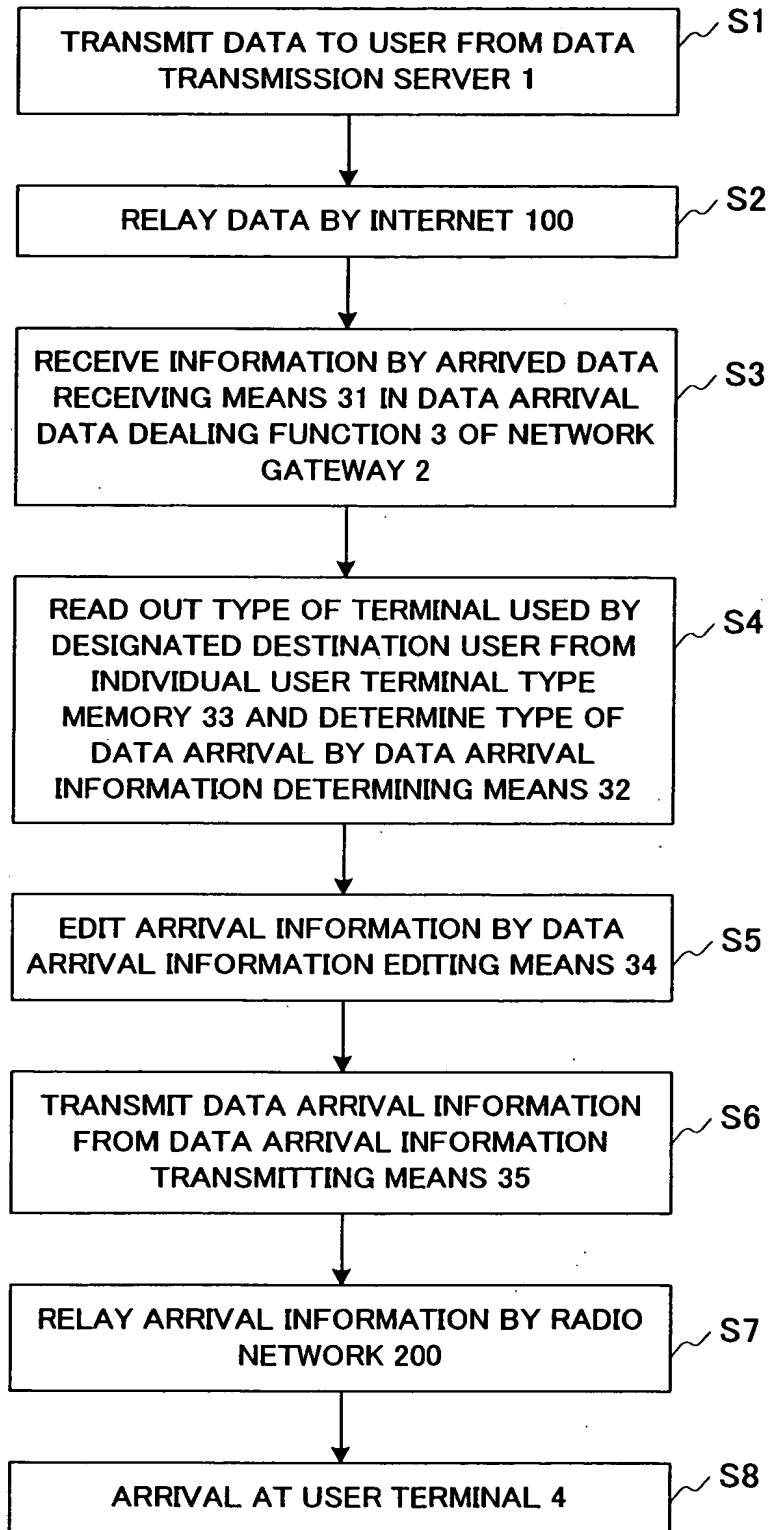 TRANSMIT DATA TO USER FROM DATA
TRANSMISSION SERVER 1
S1
RELAY DATA BY INTERNET 100
S2
RECEIVE INFORMATION BY ARRIVED DATA
RECEIVING MEANS 31 IN DATA ARRIVAL
DATA DEALING FUNCTION 3 OF NETWORK
GATEWAY 2
S3
READ OUT TYPE OF TERMINAL USED BY
DESIGNATED DESTINATION USER FROM
INDIVIDUAL USER TERMINAL TYPE
MEMORY 33 AND DETERMINE TYPE OF
DATA ARRIVAL BY DATA ARRIVAL
INFORMATION DETERMINING MEANS 32
S4
EDIT ARRIVAL INFORMATION BY DATA
ARRIVAL INFORMATION EDITING MEANS 34
S5
TRANSMIT DATA ARRIVAL INFORMATION
FROM DATA ARRIVAL INFORMATION
TRANSMITTING MEANS 35
S6
RELAY ARRIVAL INFORMATION BY RADIO
NETWORK 200
S7
ARRIVAL AT USER TERMINAL 4
S8